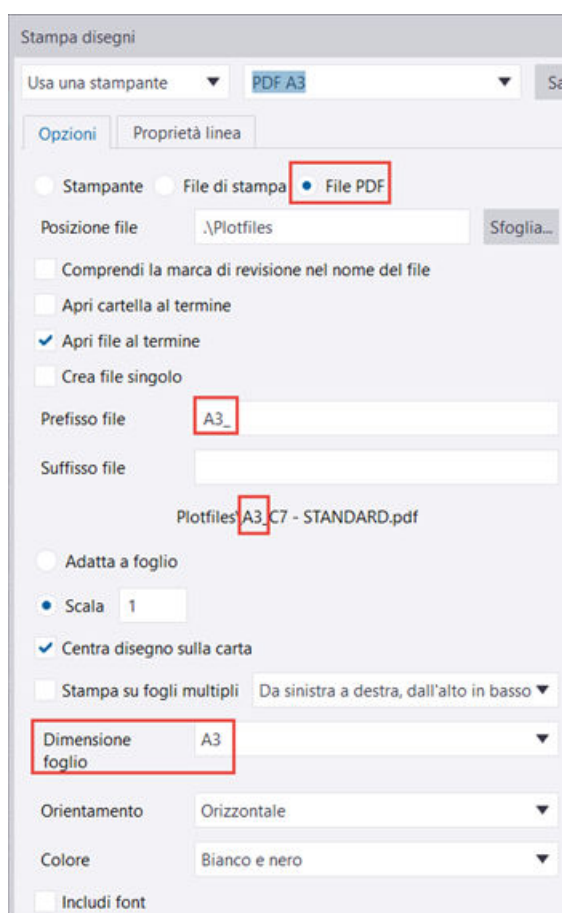 Stampa disegni
Usa una stampante PDF A3 Sa
Opzioni Proprietà linea
Stampante File di stampa File PDF
Posizione file .\Plotfiles Sfoglia...
Comprendi la marca di revisione nel nome del file
Apri cartella al termine
Apri file al termine
Crea file singolo
Prefisso file A3_
Suffisso file
Plotfiles\A3_C7 - STANDARD.pdf
Adatta a foglio
Scala 1
Centra disegno sulla carta
Stampa su fogli multipli Da sinistra a destra, dall'alto in basso
Dimensione A3
foglio
Orientamento Orizzontale
Colore Bianco e nero
Includi font